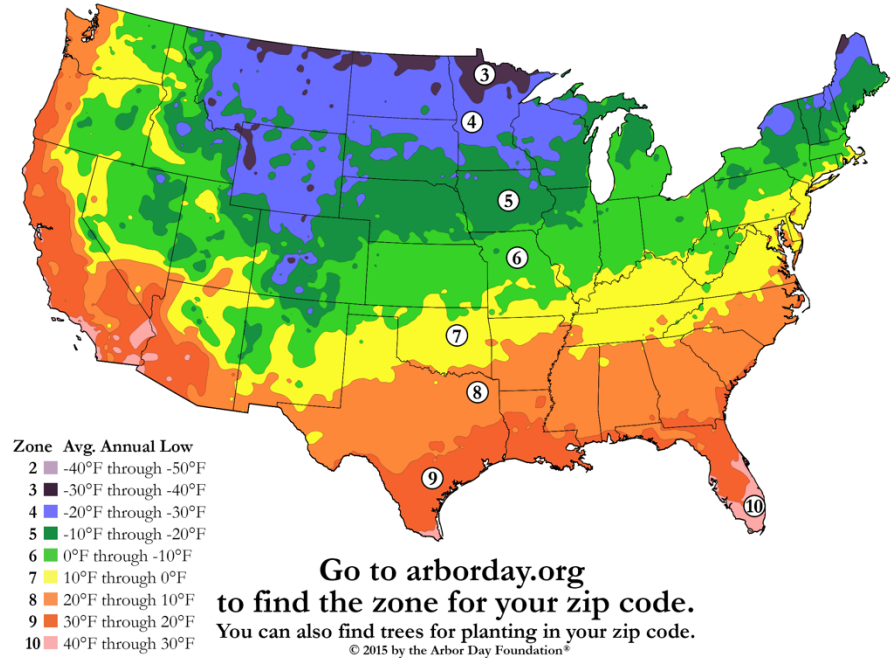 3
4
5
6
7
8
9
10
Zone Avg. Annual Low
2 -40°F through -50°F
3 -30°F through -40°F
4 -20°F through -30°F
5 -10°F through -20°F
6 0°F through -10°F
7 10°F through 0°F
8 20°F through 10°F
9 30°F through 20°F
10 40°F through 30°F
Go to arborday.org
to find the zone for your zip code.
You can also find trees for planting in your zip code.
© 2015 by the Arbor Day Foundation®